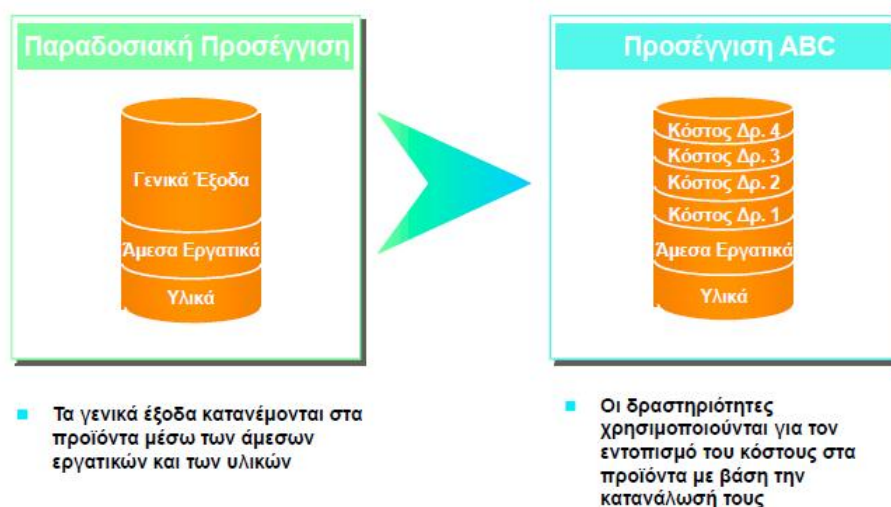 Παραδοσιακή Προσέγγιση
Γενικά Έξοδα
Άμεσα Εργατικά
Υλικά
Τα γενικά έξοδα κατανέμονται στα
προϊόντα μέσω των άμεσων
εργατικών και των υλικών
Προσέγγιση ABC
Κόστος Δρ. 4
Κόστος Δρ. 3
Κόστος Δρ. 2
Κόστος Δρ. 1
Άμεσα Εργατικά
Υλικά
Οι δραστηριότητες
χρησιμοποιούνται για τον
εντοπισμό του κόστους στα
προϊόντα με βάση την
κατανάλωσή τους